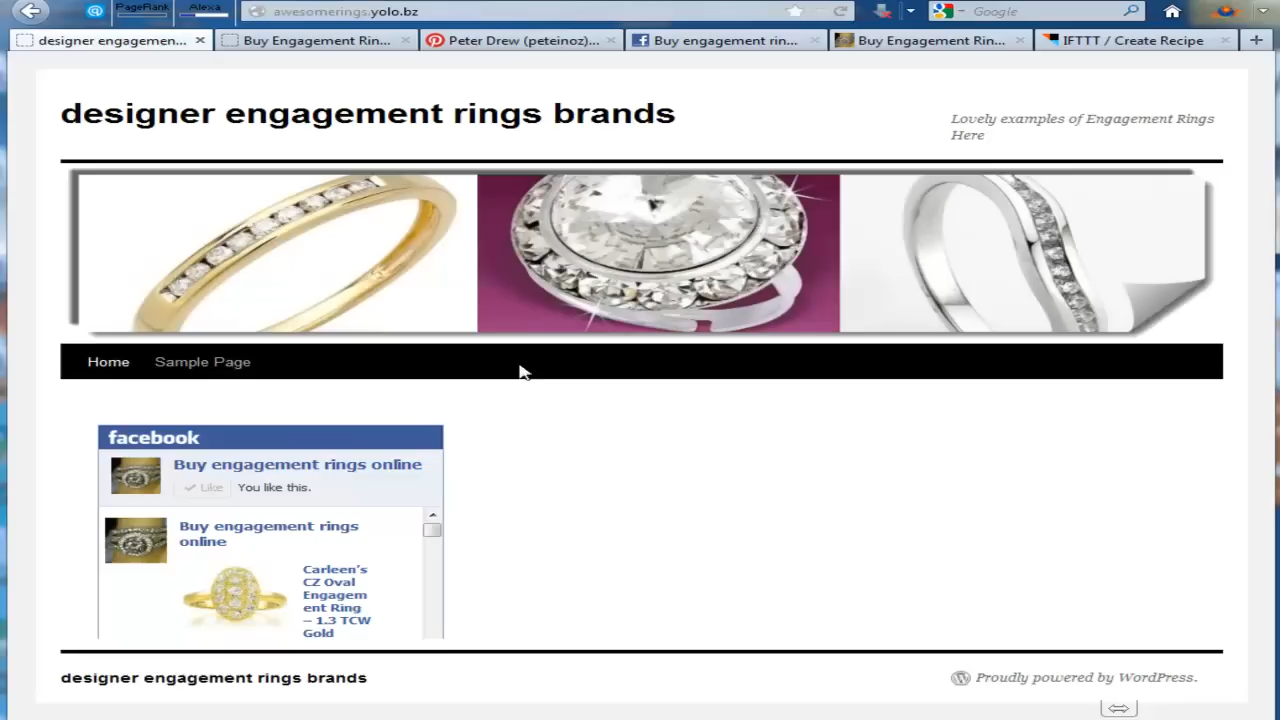 PageRank
Alexa
awesomerings.yolo.bz
Google
designer engagemen...
Buy Engagement Rin...
Peter Drew (peteinoz)...
Buy engagement rin...
Buy Engagement Rin...
IFTTT / Create Recipe
designer engagement rings brands
Lovely examples of Engagement Rings
Here
Home
Sample Page
facebook
Buy engagement rings online
Like
You like this.
Buy engagement rings
online
Carleen's
CZ Oval
Engagem
ent Ring
– 1.3 TCW
Gold
designer engagement rings brands
Proudly powered by WordPress.